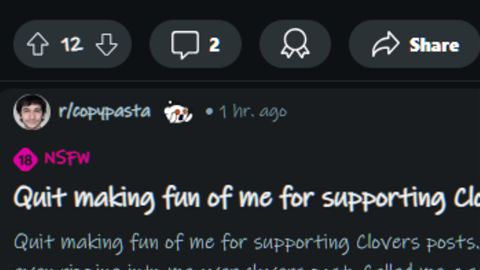 12 2 Share
r/copypasta • 1 hr. ago
18 NSFW
Quit making fun of me for supporting
Quit making fun of me for supporting Clovers posts.